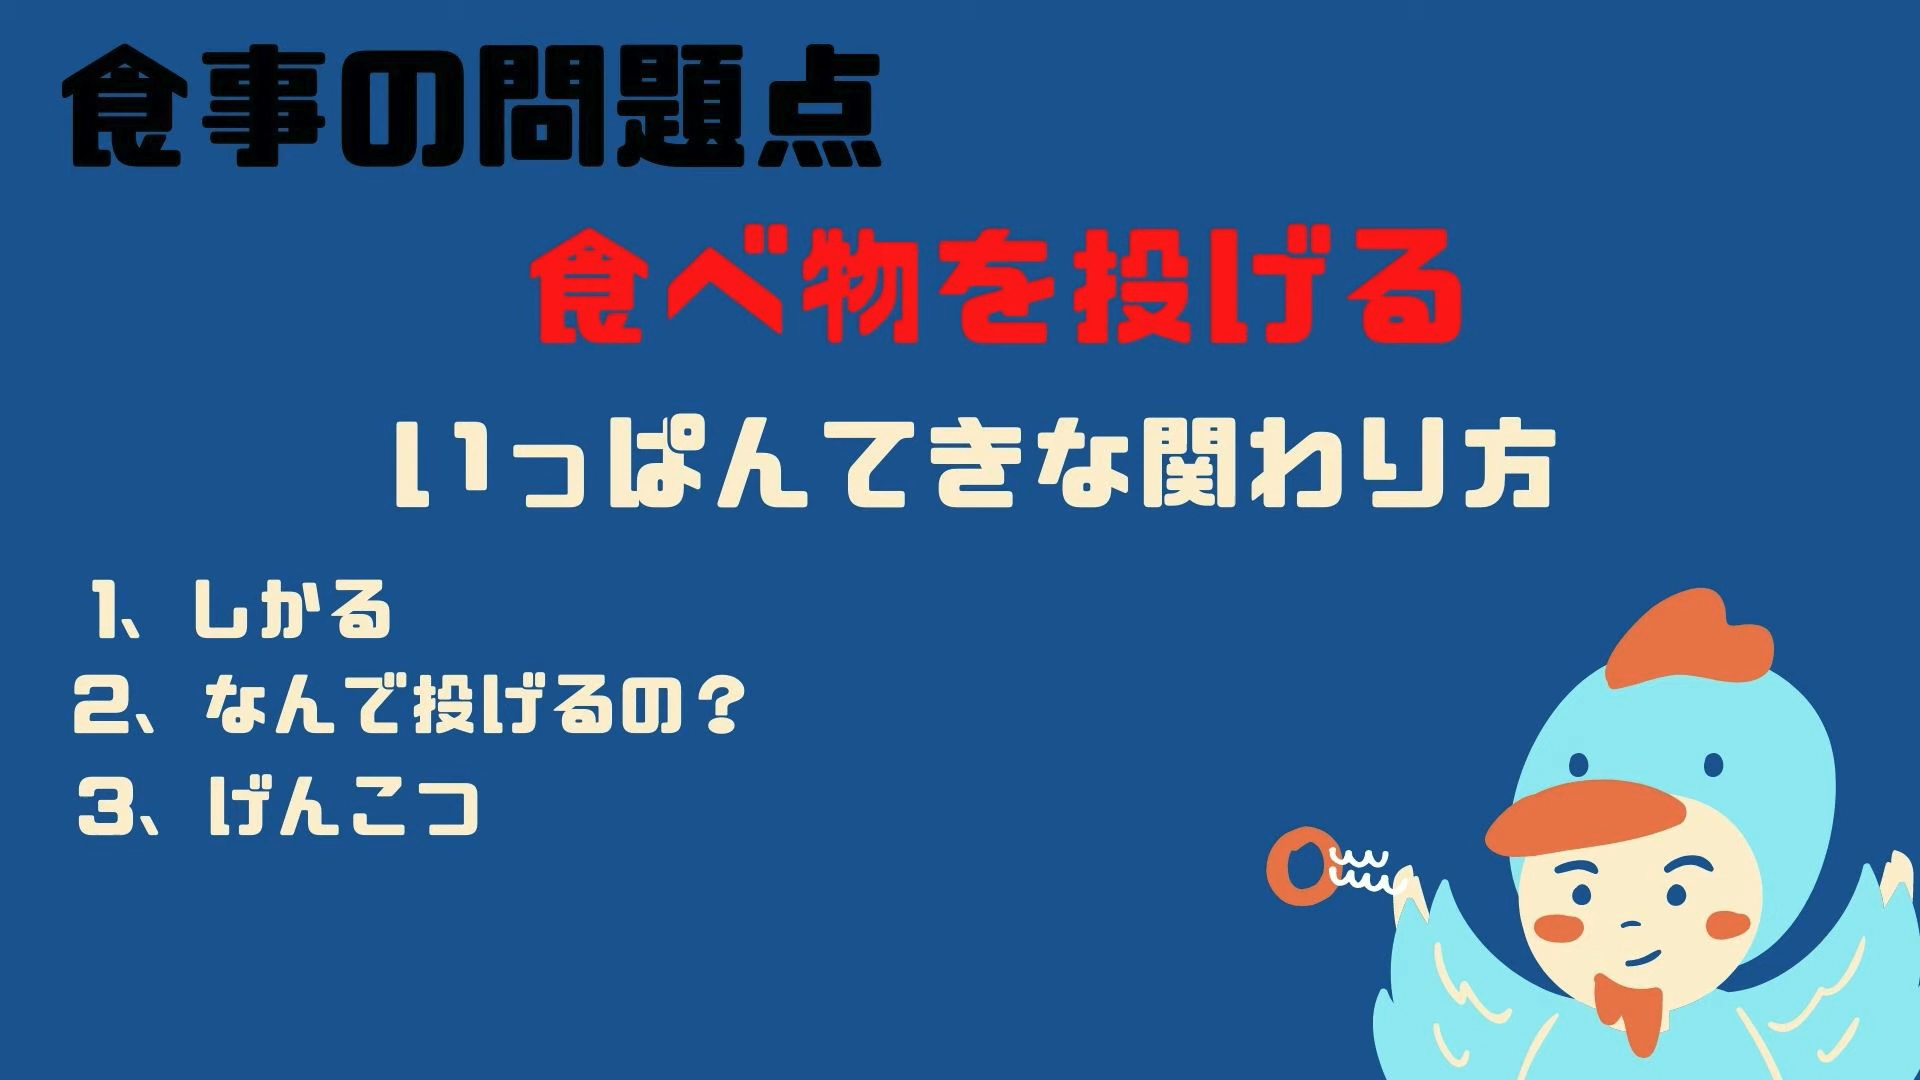 食事の問題点
食べ物を投げる
いっぱんてきな関わり方
1、しかる
2、なんで投げるの？
3、げんこつ